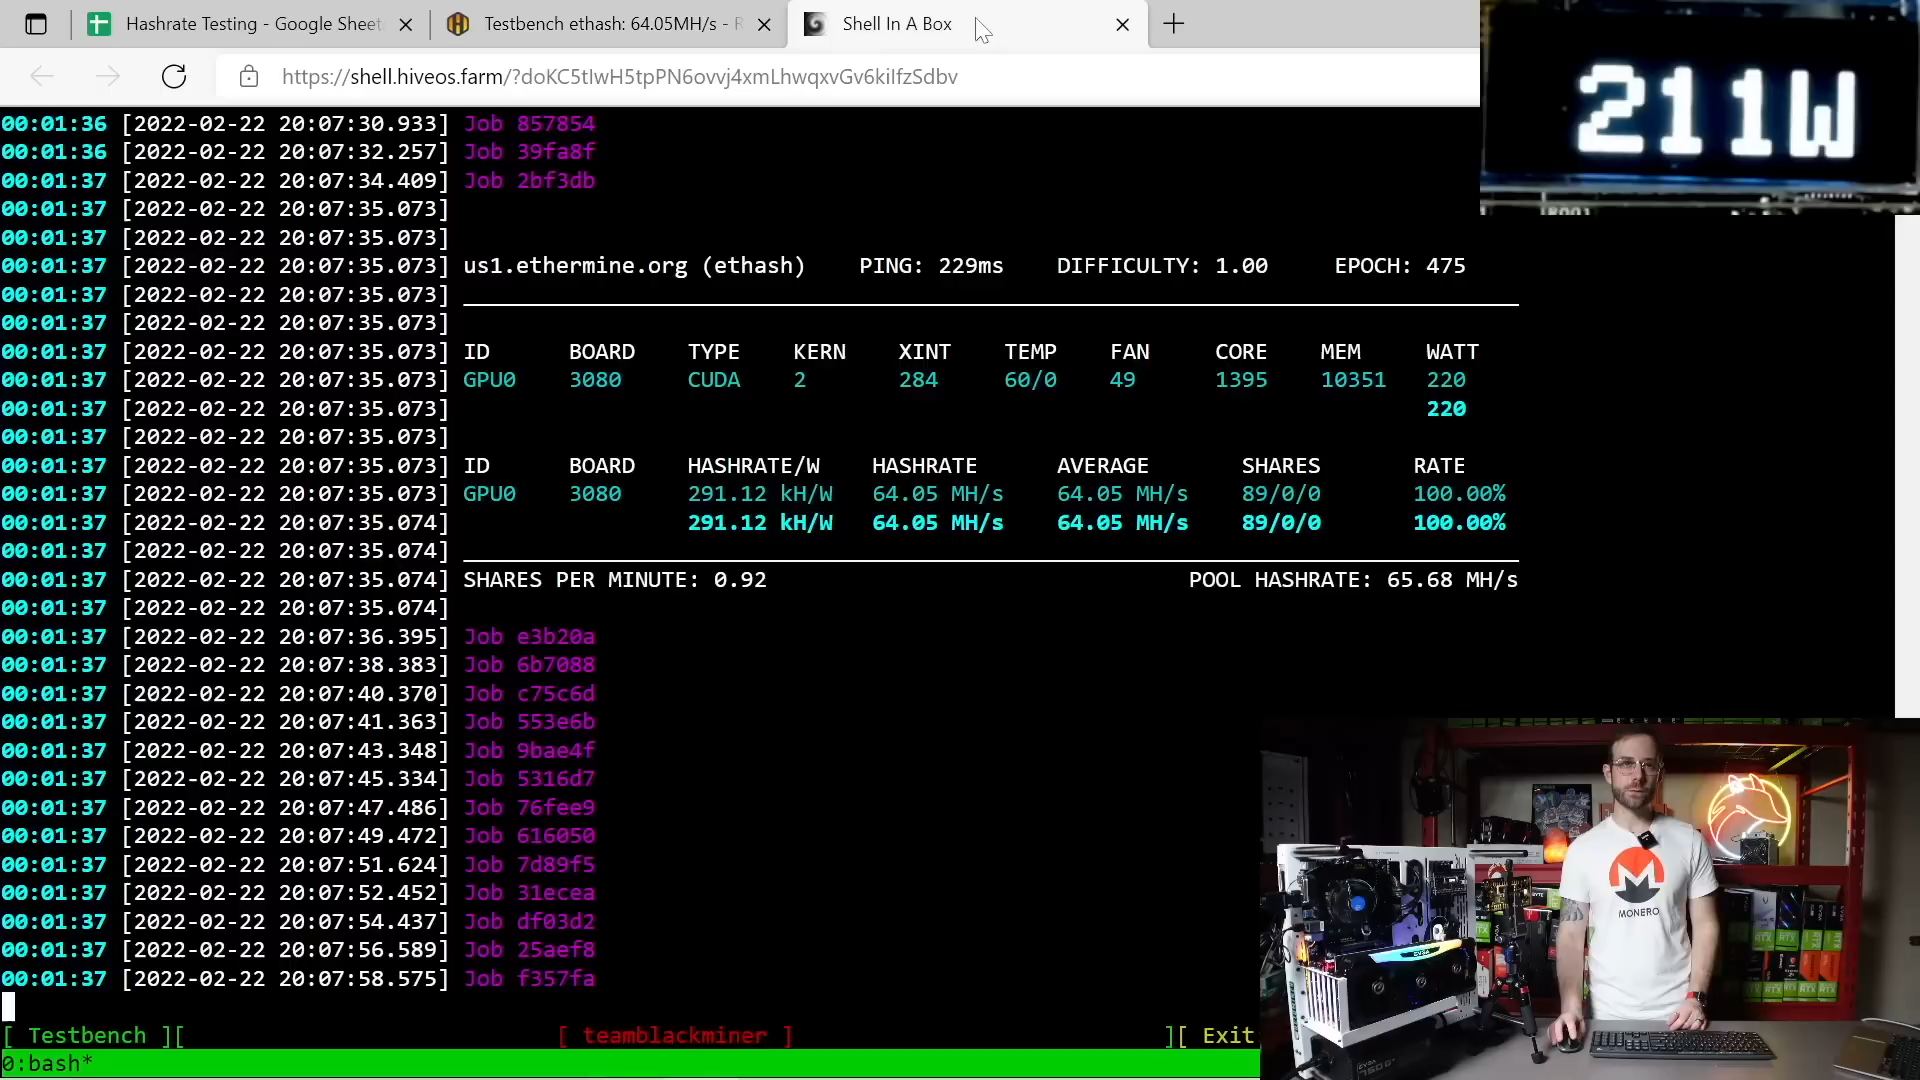 Hashrate Testing - Google Sheet
Testbench ethash: 64.05MH/s - R
Shell In A Box
https://shell.hiveos.farm/?doKC5tIwH5tpPN6ovvj4xmLhwqxvGv6kiIfzSdbv
211W
00:01:36 [2022-02-22 20:07:30.933] Job 857854
00:01:36 [2022-02-22 20:07:32.257] Job 39fa8f
00:01:37 [2022-02-22 20:07:34.409] Job 2bf3db
00:01:37 [2022-02-22 20:07:35.073]
00:01:37 [2022-02-22 20:07:35.073]
00:01:37 [2022-02-22 20:07:35.073] us1.ethermine.org (ethash) PING: 229ms DIFFICULTY: 1.00 EPOCH: 475
00:01:37 [2022-02-22 20:07:35.073]
00:01:37 [2022-02-22 20:07:35.073]
00:01:37 [2022-02-22 20:07:35.073] ID BOARD TYPE KERN XINT TEMP FAN CORE MEM WATT
00:01:37 [2022-02-22 20:07:35.073] GPU0 3080 CUDA 2 284 60/0 49 1395 10351 220
00:01:37 [2022-02-22 20:07:35.073] 220
00:01:37 [2022-02-22 20:07:35.073]
00:01:37 [2022-02-22 20:07:35.073] ID BOARD HASHRATE/W HASHRATE AVERAGE SHARES RATE
00:01:37 [2022-02-22 20:07:35.073] GPU0 3080 291.12 kH/W 64.05 MH/s 64.05 MH/s 89/0/0 100.00%
00:01:37 [2022-02-22 20:07:35.074] 291.12 kH/W 64.05 MH/s 64.05 MH/s 89/0/0 100.00%
00:01:37 [2022-02-22 20:07:35.074]
00:01:37 [2022-02-22 20:07:35.074] SHARES PER MINUTE: 0.92 POOL HASHRATE: 65.68 MH/s
00:01:37 [2022-02-22 20:07:35.074]
00:01:37 [2022-02-22 20:07:36.395] Job e3b20a
00:01:37 [2022-02-22 20:07:38.383] Job 6b7088
00:01:37 [2022-02-22 20:07:40.370] Job c75c6d
00:01:37 [2022-02-22 20:07:41.363] Job 553e6b
00:01:37 [2022-02-22 20:07:43.348] Job 9bae4f
00:01:37 [2022-02-22 20:07:45.334] Job 5316d7
00:01:37 [2022-02-22 20:07:47.486] Job 76fee9
00:01:37 [2022-02-22 20:07:49.472] Job 616050
00:01:37 [2022-02-22 20:07:51.624] Job 7d89f5
00:01:37 [2022-02-22 20:07:52.452] Job 31ecea
00:01:37 [2022-02-22 20:07:54.437] Job df03d2
00:01:37 [2022-02-22 20:07:56.589] Job 25aef8
00:01:37 [2022-02-22 20:07:58.575] Job f357fa
[ Testbench ][ [ teamblackminer ] ][ Exit
0:bash*
MONERO
EVGA